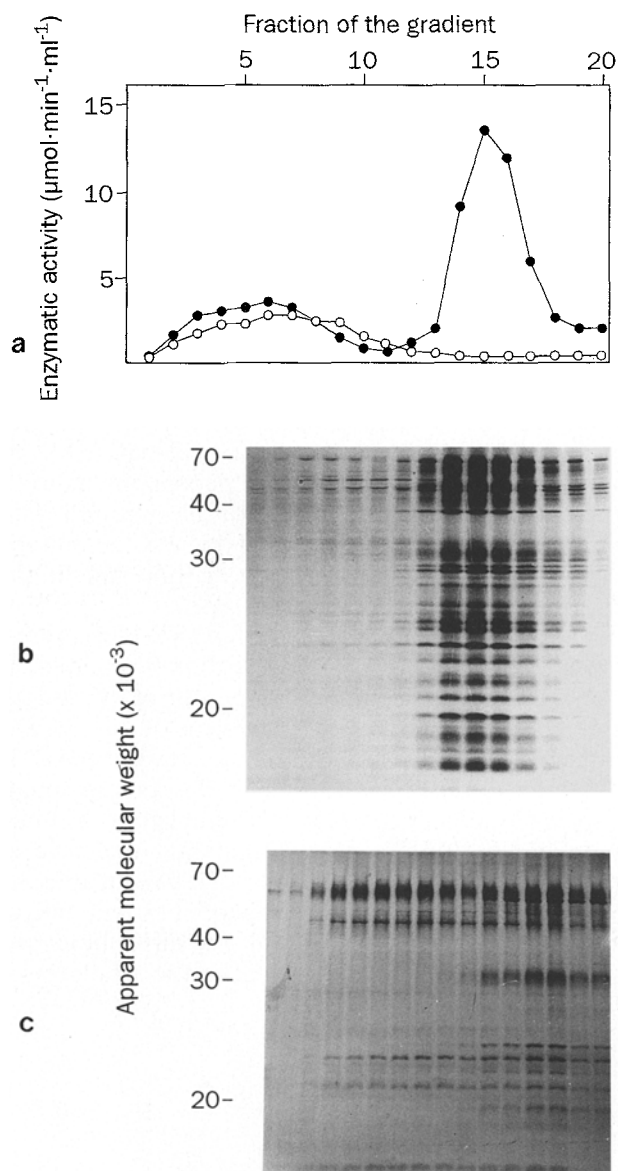 Fraction of the gradient
5 10 15 20
Enzymatic activity (µmol·min⁻¹·ml⁻¹)
15
10
5
a
Apparent molecular weight (x 10⁻³)
70
40
30
b
20
70
40
30
c
20